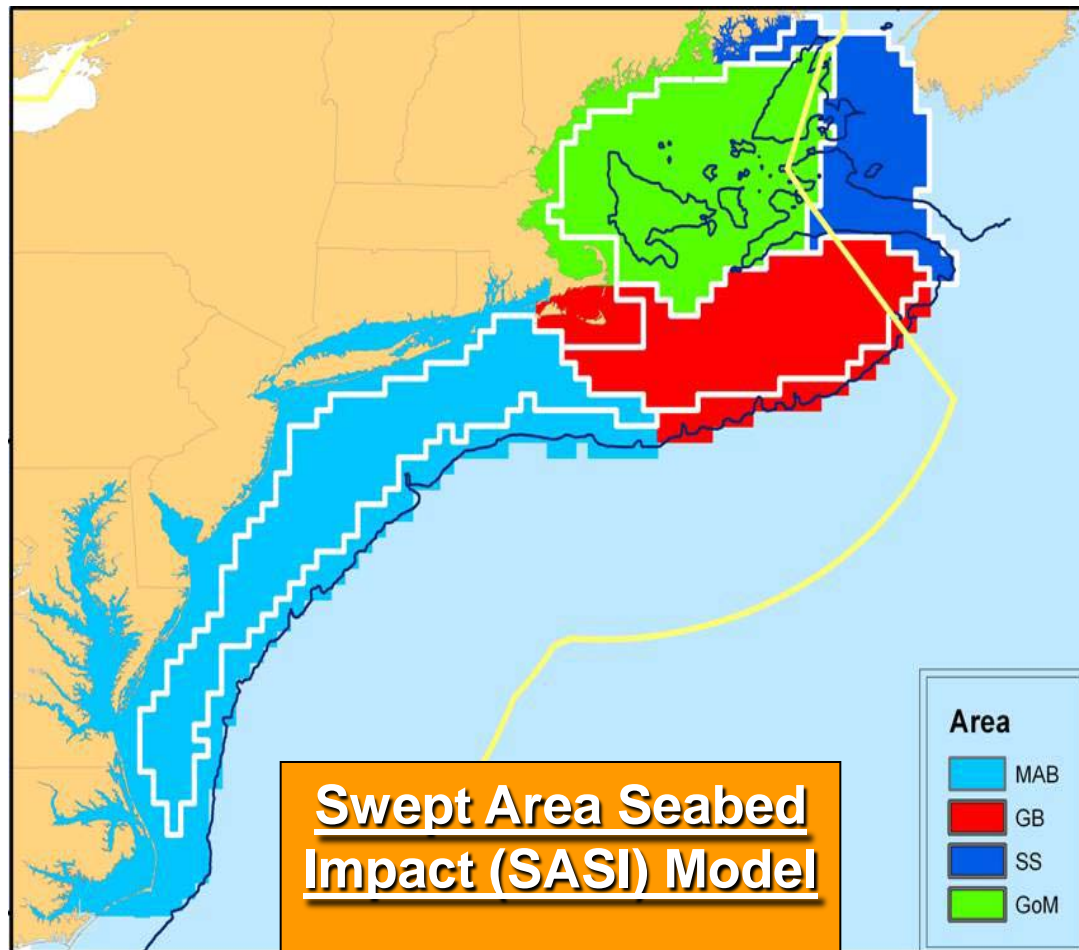 Area
MAB
GB
SS
GoM
Swept Area Seabed
Impact (SASI) Model